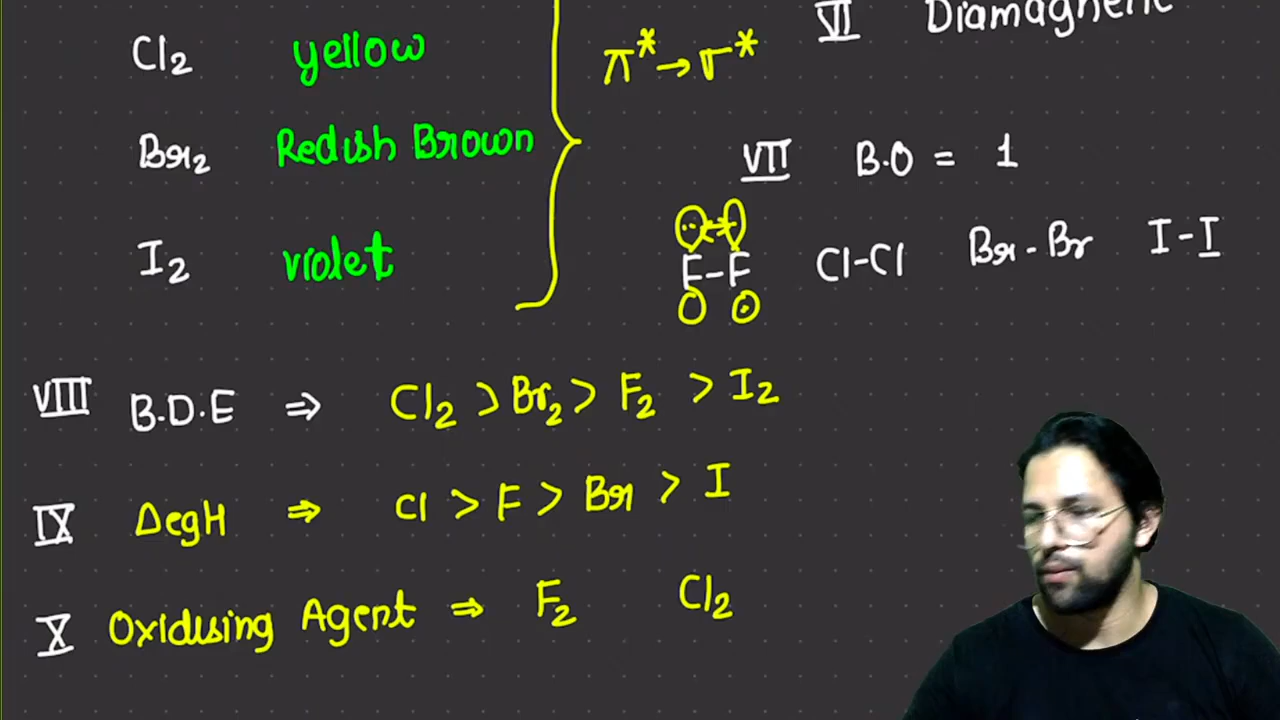 VI Diamagnetic
Cl₂ yellow
π* → σ*
Br₂ Redish Brown
VII B.O = 1
I₂ violet
F-F Cl-Cl Br-Br I-I
VIII B.D.E ⇒ Cl₂ > Br₂ > F₂ > I₂
IX ΔegH ⇒ Cl > F > Br > I
X Oxidising Agent ⇒ F₂ Cl₂